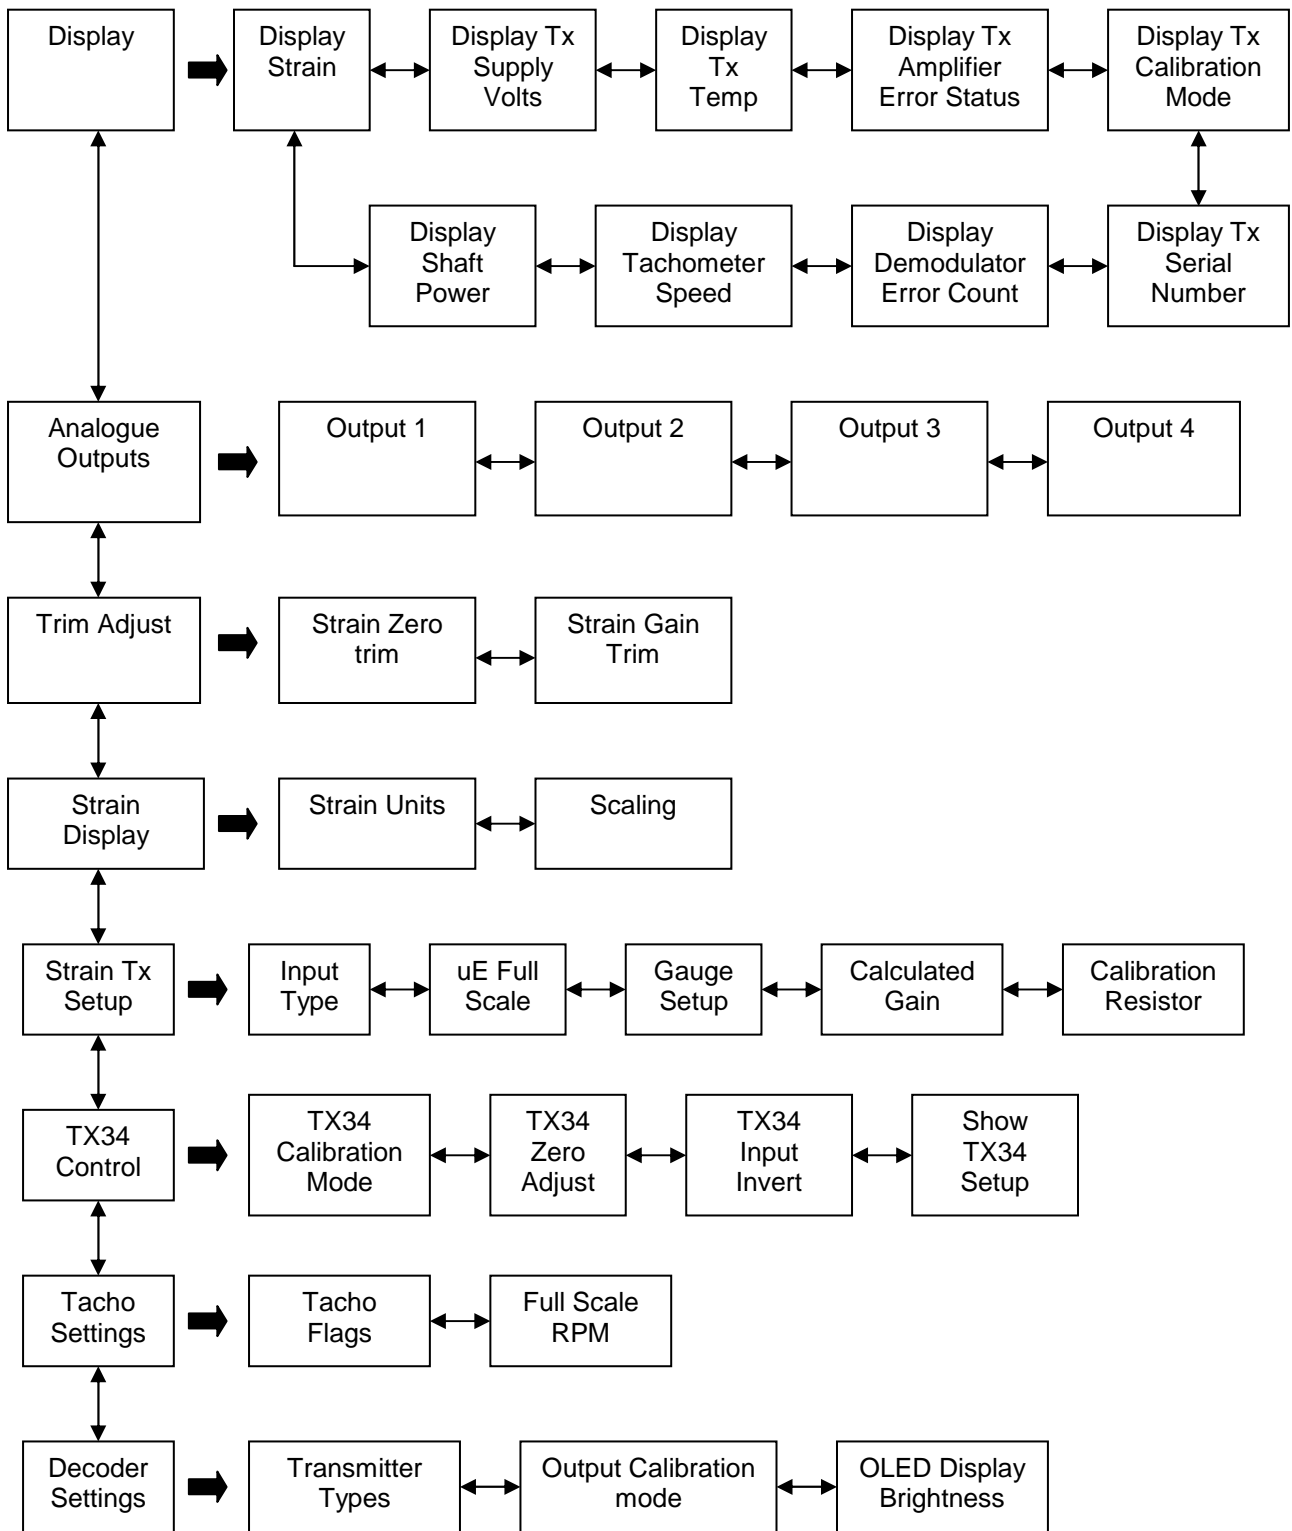 Display
Display
Strain
Display Tx
Supply
Volts
Display
Tx
Temp
Display Tx
Amplifier
Error Status
Display Tx
Calibration
Mode
Display
Shaft
Power
Display
Tachometer
Speed
Display
Demodulator
Error Count
Display Tx
Serial
Number
Analogue
Outputs
Output 1
Output 2
Output 3
Output 4
Trim Adjust
Strain Zero
trim
Strain Gain
Trim
Strain
Display
Strain Units
Scaling
Strain Tx
Setup
Input
Type
uE Full
Scale
Gauge
Setup
Calculated
Gain
Calibration
Resistor
TX34
Control
TX34
Calibration
Mode
TX34
Zero
Adjust
TX34
Input
Invert
Show
TX34
Setup
Tacho
Settings
Tacho
Flags
Full Scale
RPM
Decoder
Settings
Transmitter
Types
Output Calibration
mode
OLED Display
Brightness